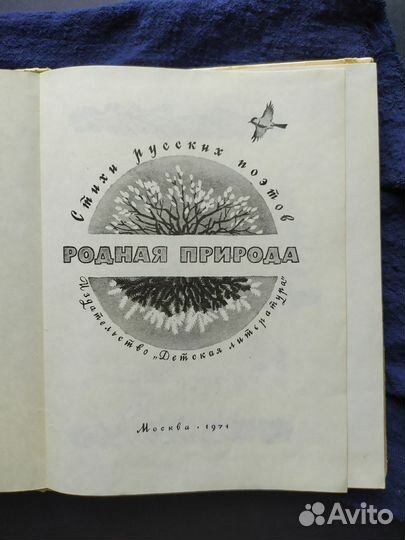 Стихи русских поэтов
РОДНАЯ ПРИРОДА
Издательство „Детская литература"
Москва · 1971
Avito